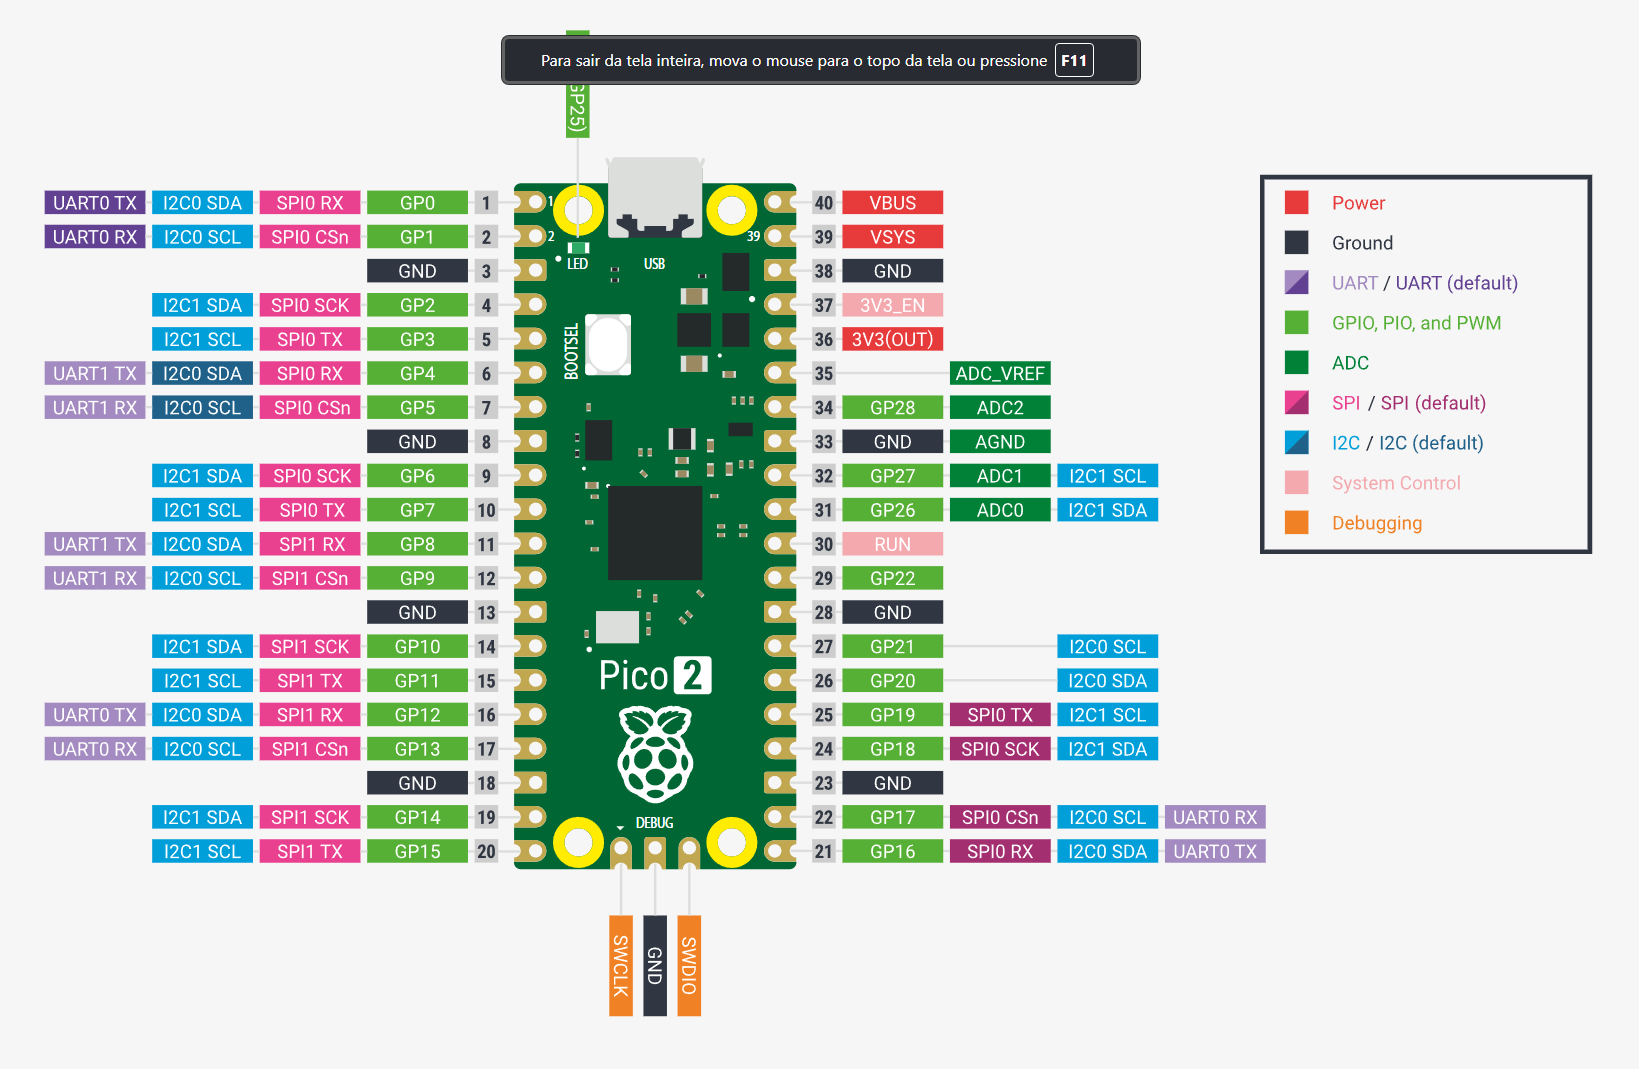 Para sair da tela inteira, mova o mouse para o topo da tela ou pressione F11
GP25)
UART0 TX I2C0 SDA SPI0 RX GP0 1 1 40 VBUS
UART0 RX I2C0 SCL SPI0 CSn GP1 2 2 39 39 VSYS
GND 3 LED USB 38 GND
I2C1 SDA SPI0 SCK GP2 4 37 3V3_EN
I2C1 SCL SPI0 TX GP3 5 BOOTSEL 36 3V3(OUT)
UART1 TX I2C0 SDA SPI0 RX GP4 6 35 ADC_VREF
UART1 RX I2C0 SCL SPI0 CSn GP5 7 34 GP28 ADC2
GND 8 33 GND AGND
I2C1 SDA SPI0 SCK GP6 9 32 GP27 ADC1 I2C1 SCL
I2C1 SCL SPI0 TX GP7 10 31 GP26 ADC0 I2C1 SDA
UART1 TX I2C0 SDA SPI1 RX GP8 11 30 RUN
UART1 RX I2C0 SCL SPI1 CSn GP9 12 29 GP22
GND 13 28 GND
I2C1 SDA SPI1 SCK GP10 14 27 GP21 I2C0 SCL
I2C1 SCL SPI1 TX GP11 15 Pico 2 26 GP20 I2C0 SDA
UART0 TX I2C0 SDA SPI1 RX GP12 16 25 GP19 SPI0 TX I2C1 SCL
UART0 RX I2C0 SCL SPI1 CSn GP13 17 24 GP18 SPI0 SCK I2C1 SDA
GND 18 23 GND
I2C1 SDA SPI1 SCK GP14 19 DEBUG 22 GP17 SPI0 CSn I2C0 SCL UART0 RX
I2C1 SCL SPI1 TX GP15 20 21 GP16 SPI0 RX I2C0 SDA UART0 TX
SWCLK GND SWDIO
Power
Ground
UART / UART (default)
GPIO, PIO, and PWM
ADC
SPI / SPI (default)
I2C / I2C (default)
System Control
Debugging